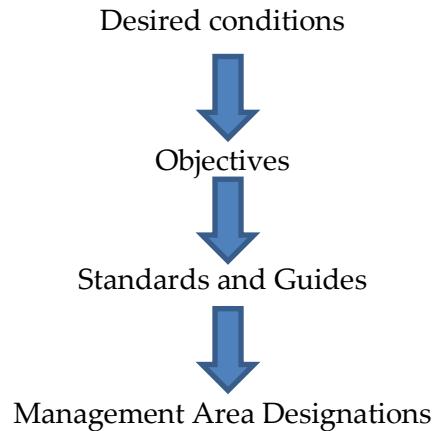 Desired conditions
Objectives
Standards and Guides
Management Area Designations